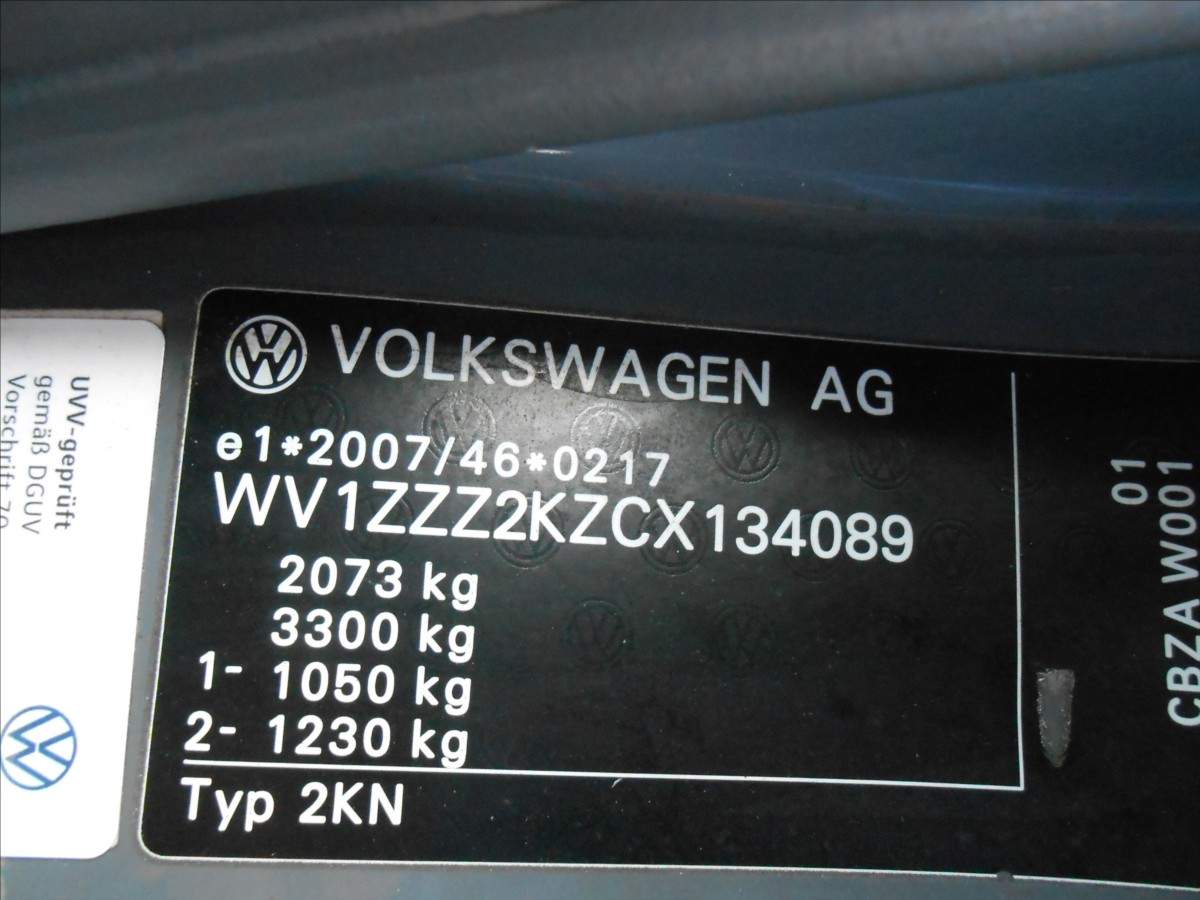 VOLKSWAGEN AG
e1*2007/46*0217
WV1ZZZ2KZCX134089
2073 kg
3300 kg
1- 1050 kg
2- 1230 kg
Typ 2KN
01
CBZA W001
UVV-geprüft
gemäß DGUV
Vorschrift 70